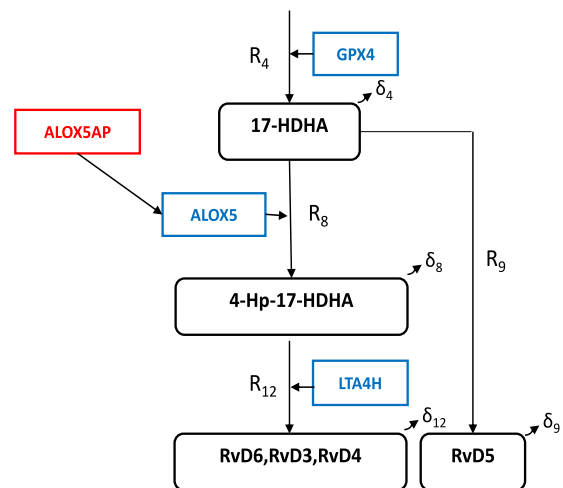 R4
GPX4
δ4
17-HDHA
ALOX5AP
ALOX5
R8
R9
δ8
4-Hp-17-HDHA
R12
LTA4H
δ12
δ9
RvD6,RvD3,RvD4
RvD5